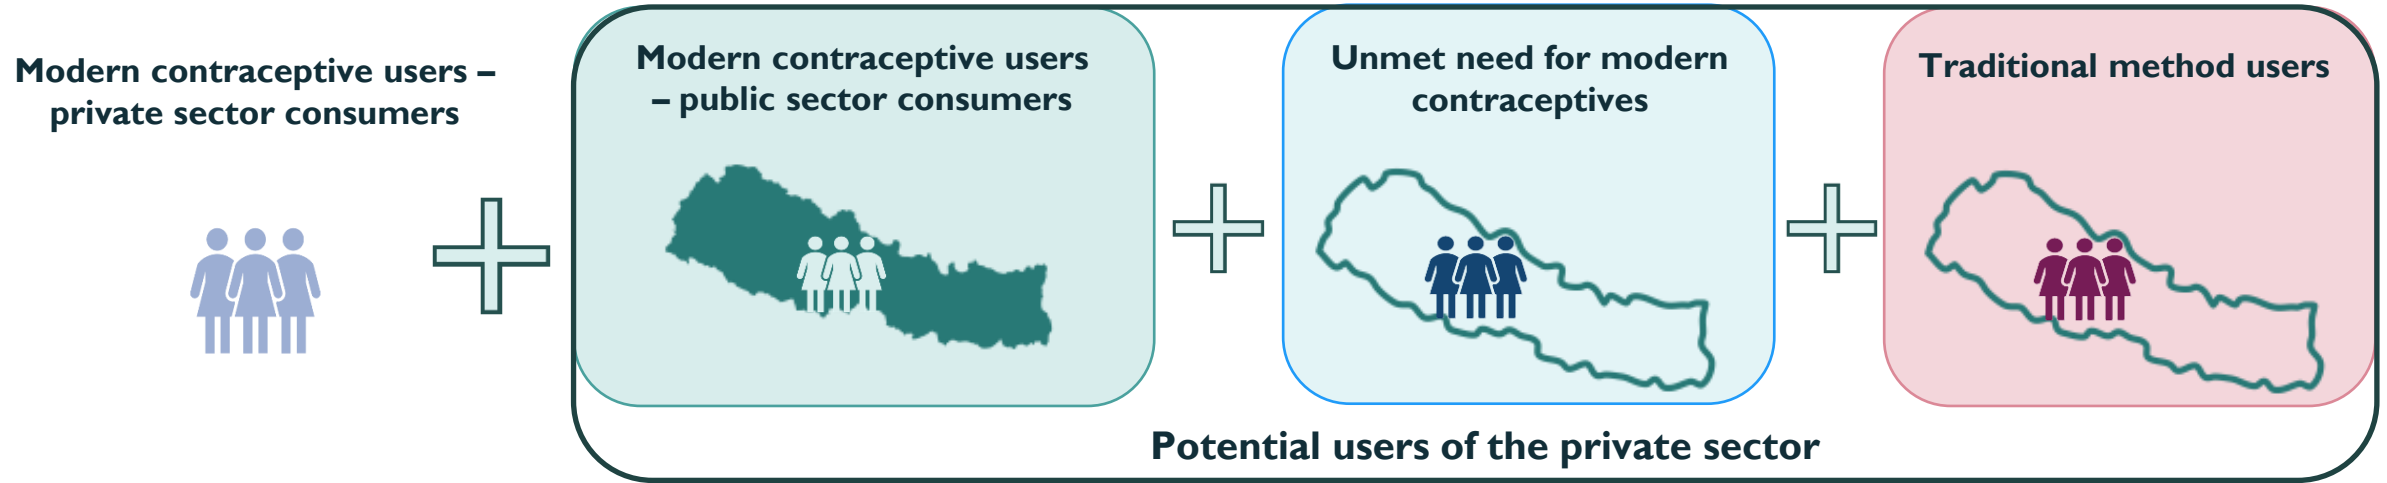 Modern contraceptive users –
private sector consumers
Modern contraceptive users
– public sector consumers
Unmet need for modern
contraceptives
Traditional method users
Potential users of the private sector